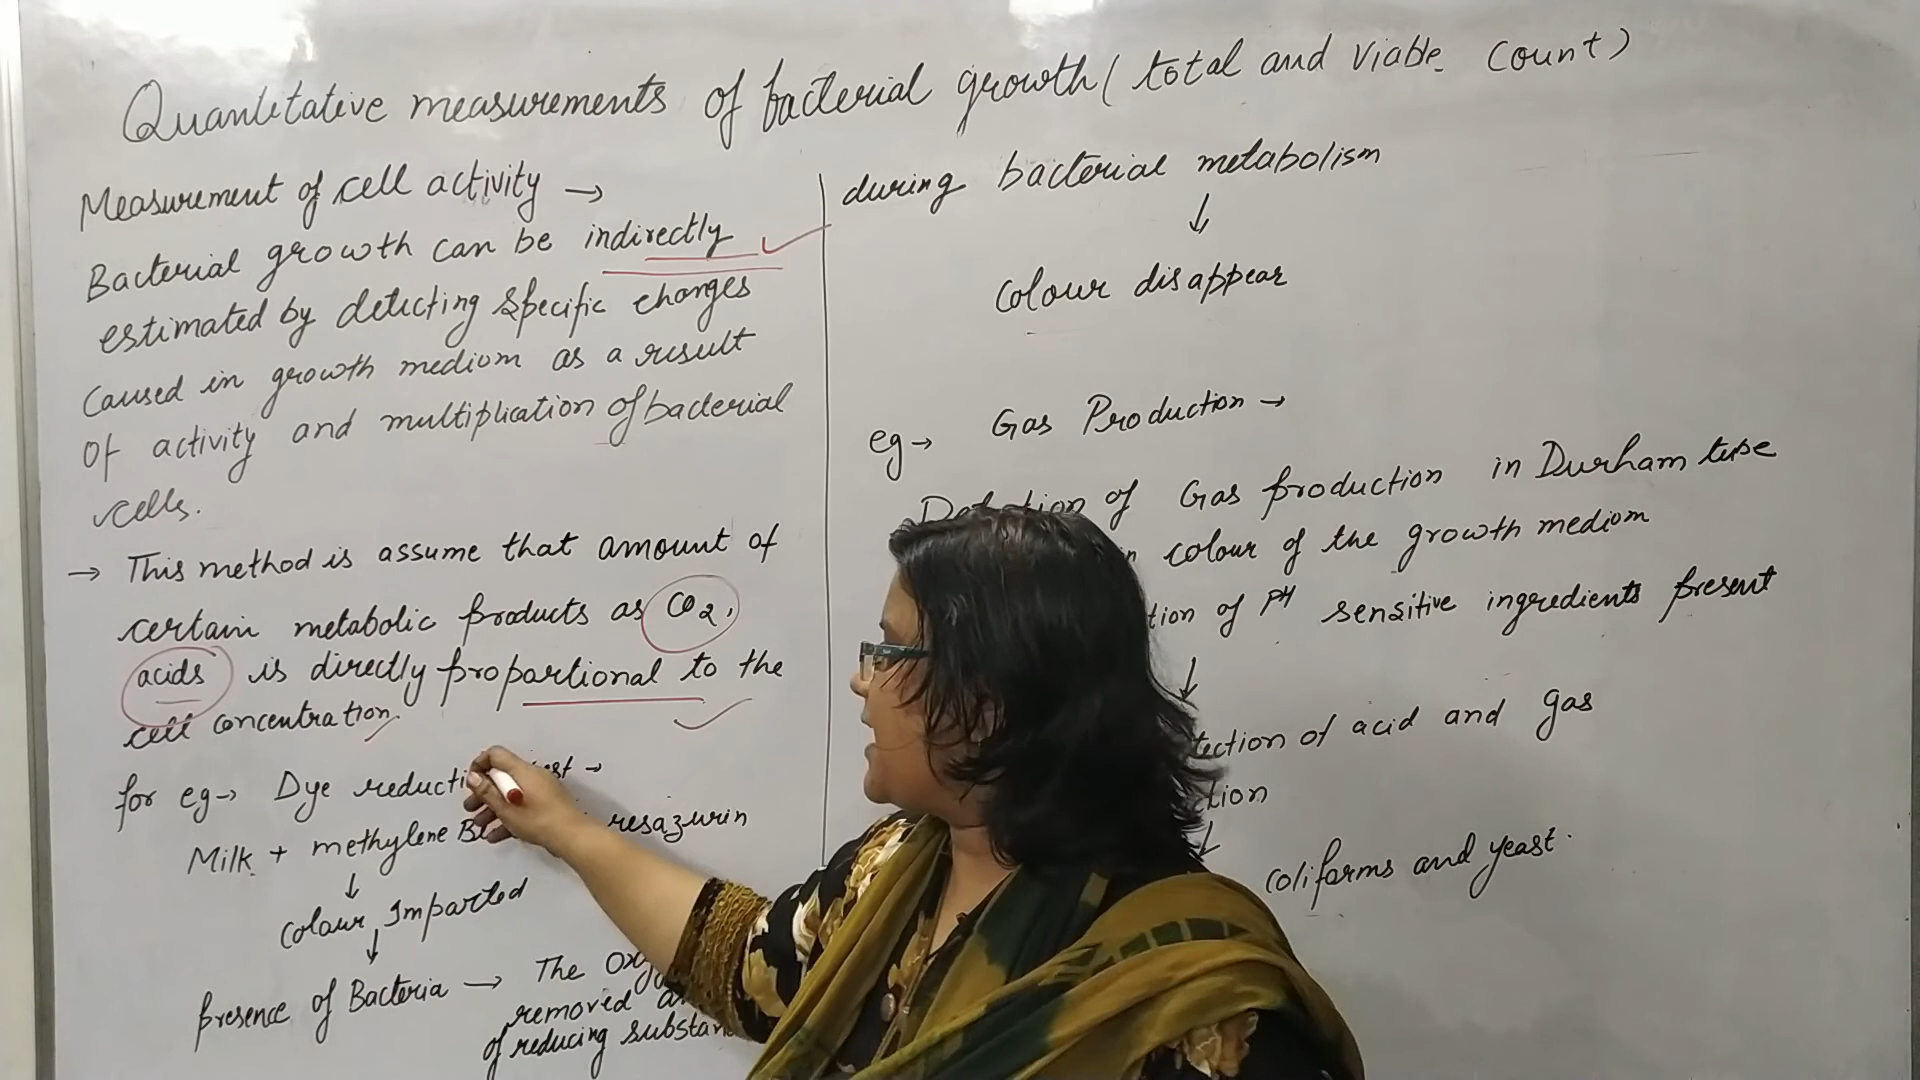 Quantitative measurements of bacterial growth ( total and viable count)
Measurement of cell activity →
Bacterial growth can be indirectly
estimated by detecting specific changes
caused in growth mediom as a result
of activity and multiplication of bacterial
cells.
→ This method is assume that amount of
certain metabolic products as CO2,
acids is directly proportional to the
cell concentration
for eg→ Dye
Milk + methylene resazurin
↓
colour Imparted
↓
presence of Bacteria → The
removed
of reducing
during bacterial metabolism
↓
colour disappear
eg→ Gas Production →
of Gas production in Durham tube
colour of the growth mediom
of PH sensitive ingredients present
↓
of acid and gas
↓
coliforms and yeast.